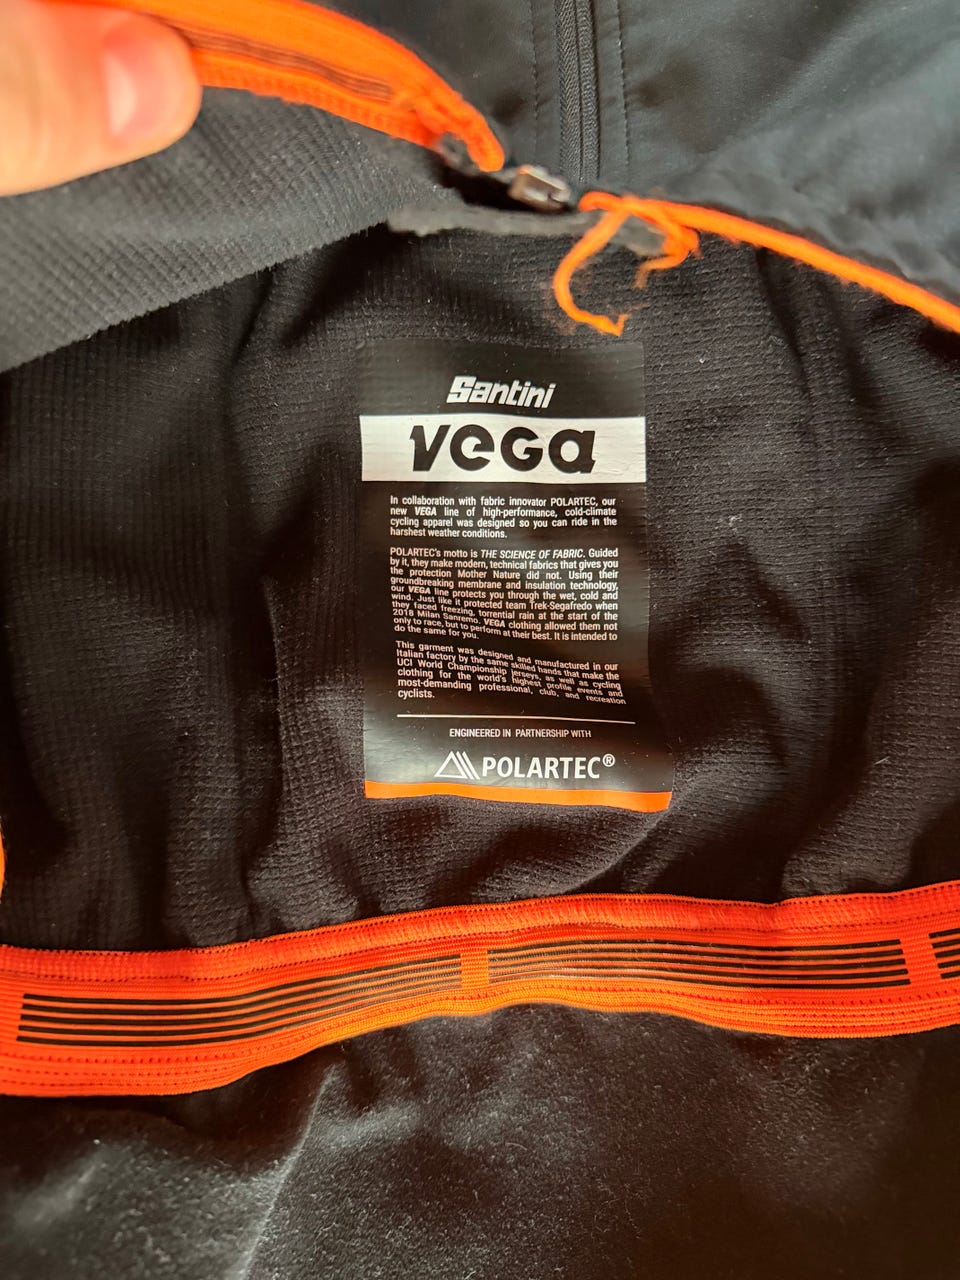 Santini
vega
In collaboration with fabric innovator POLARTEC, our
new VEGA line of high-performance, cold-climate
cycling apparel was designed so you can ride in the
harshest weather conditions.
POLARTEC's motto is THE SCIENCE OF FABRIC. Guided
by it, they make modern, technical fabrics that gives you
the protection Mother Nature did not. Using their
groundbreaking membrane and insulation technology,
our VEGA line protects you through the wet, cold and
wind. Just like it protected team Trek-Segafredo when
they faced freezing, torrential rain at the start of the
2018 Milan Sanremo. VEGA clothing allowed them not
only to race, but to perform at their best. It is intended to
do the same for you.
This garment was designed and manufactured in our
Italian factory by the same skilled hands that make the
UCI World Championship jerseys, as well as cycling
clothing for the world's highest profile events and
most-demanding professional, club, and recreation
cyclists.
ENGINEERED IN PARTNERSHIP WITH
POLARTEC®